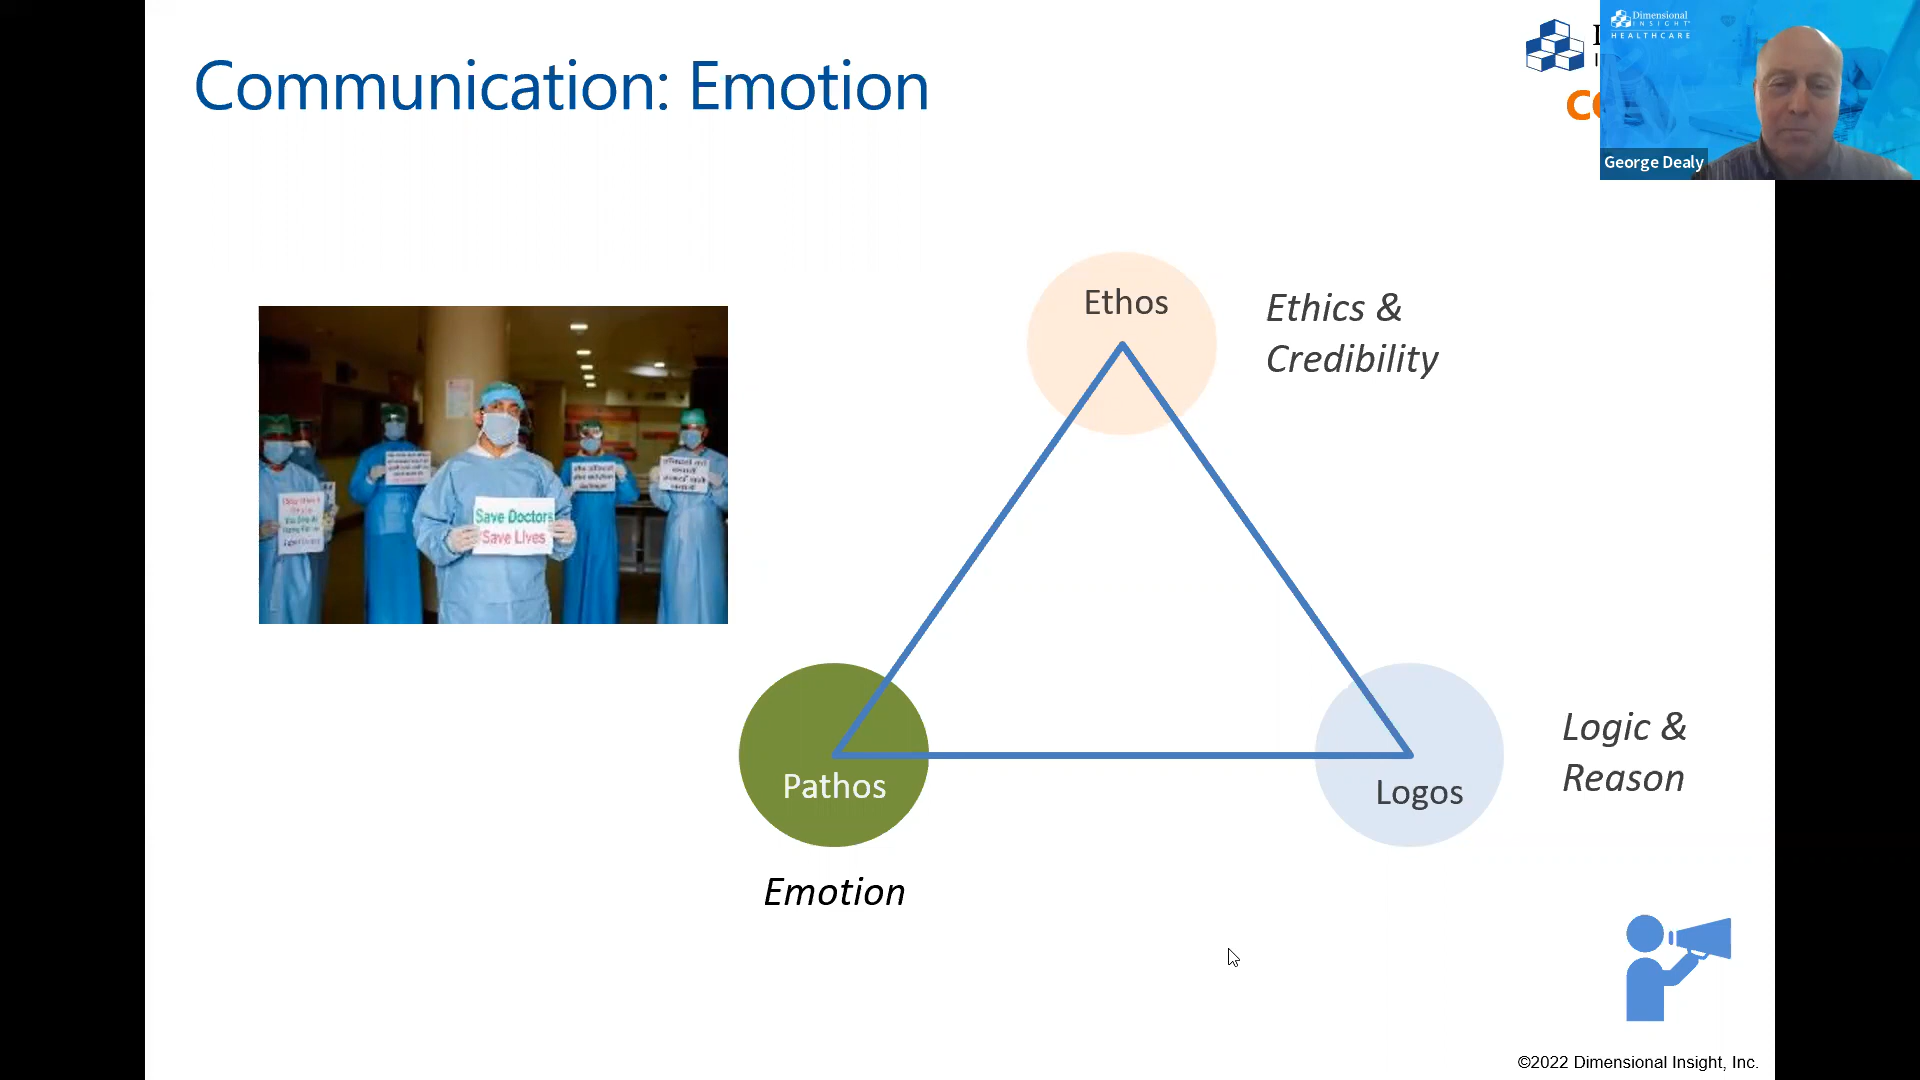 Communication: Emotion
Dimensional
INSIGHT
HEALTHCARE
George Dealy
Ethos
Ethics &
Credibility
Save Doctors
Save Lives
Pathos
Emotion
Logos
Logic &
Reason
©2022 Dimensional Insight, Inc.